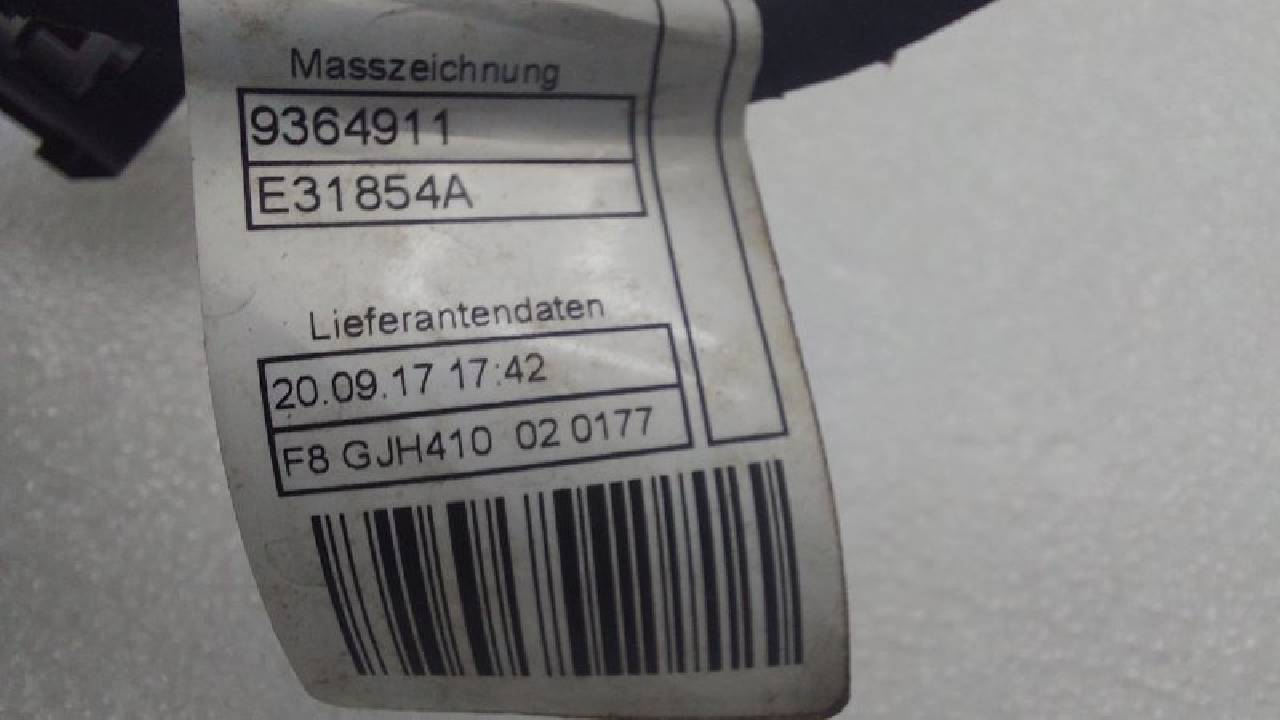 Masszeichnung
9364911
E31854A
Lieferantendaten
20.09.17 17:42
F8 GJH410 02 0177